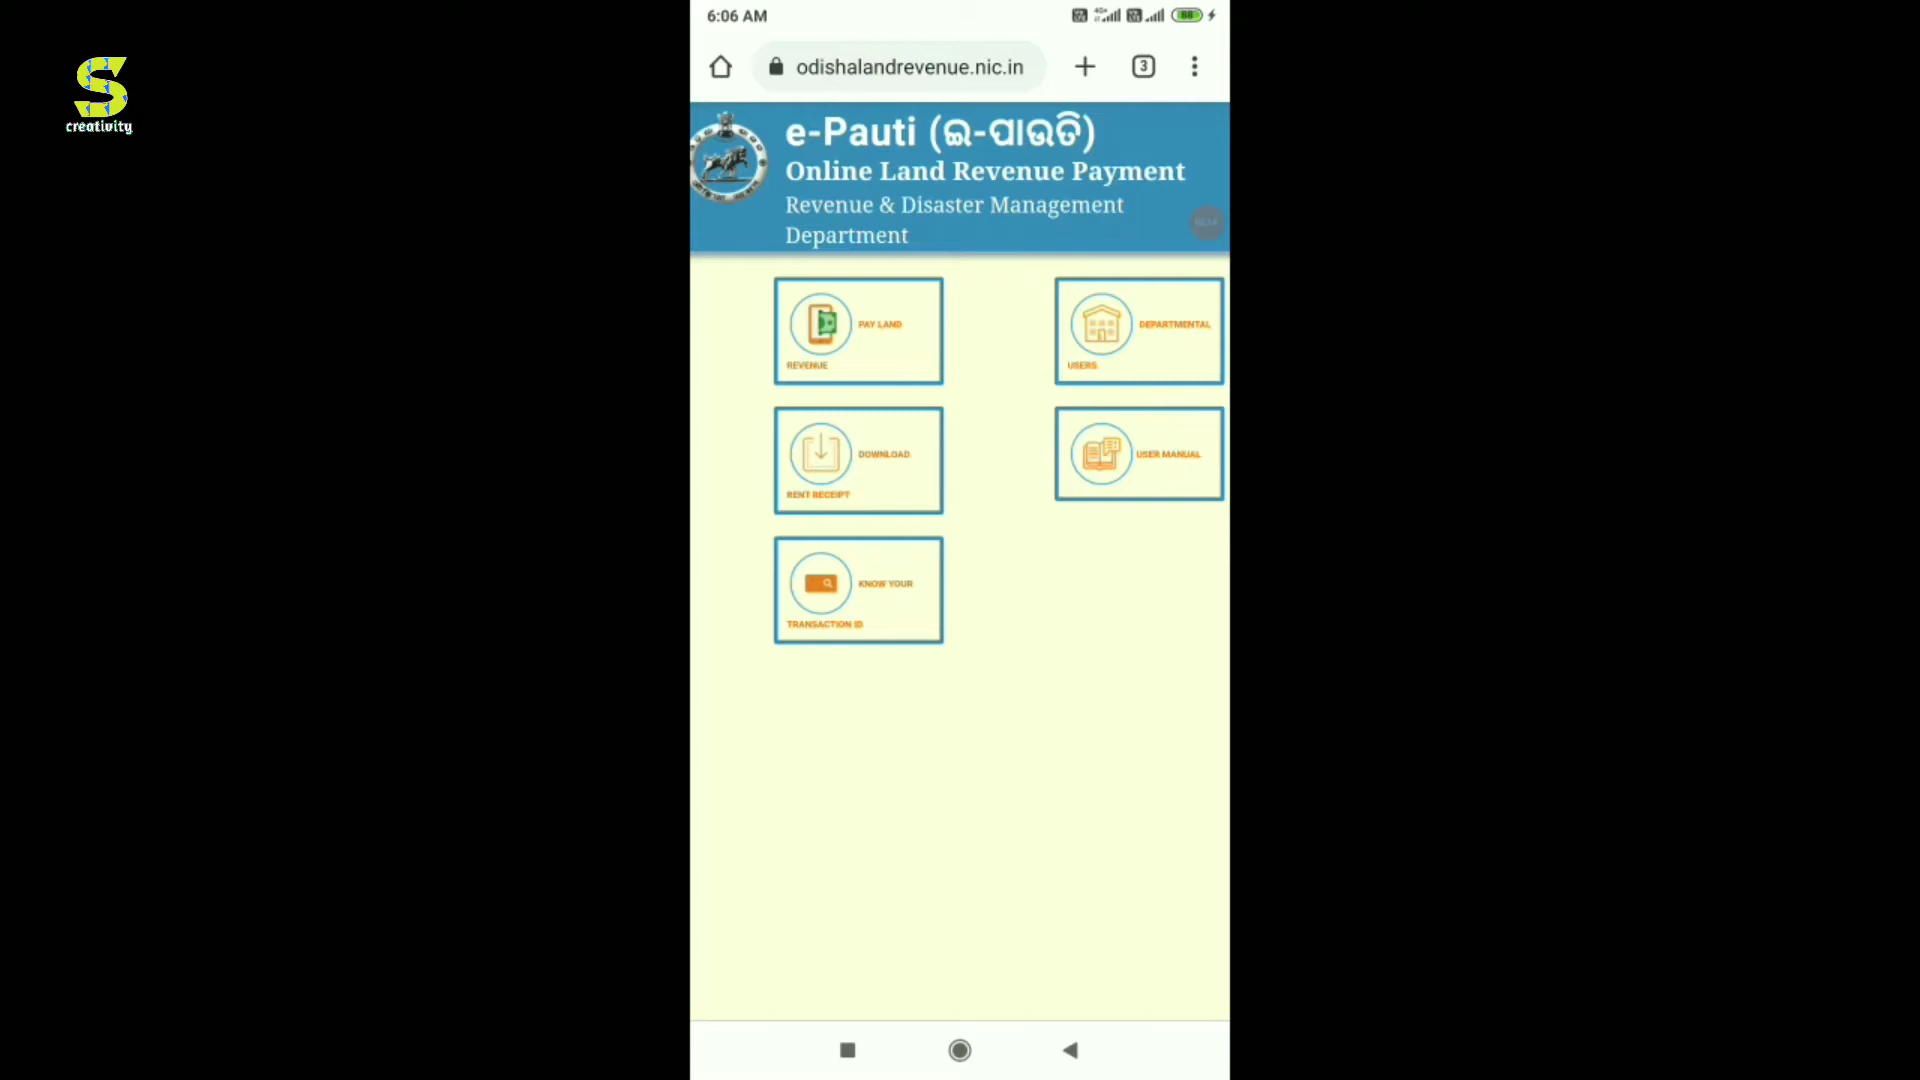 6:06 AM
88
creativity
odishalandrevenue.nic.in
3
e-Pauti (ଇ-ପାଉତି)
Online Land Revenue Payment
Revenue & Disaster Management
Department
PAY LAND
REVENUE
DEPARTMENTAL
USERS
DOWNLOAD
RENT RECEIPT
USER MANUAL
KNOW YOUR
TRANSACTION ID